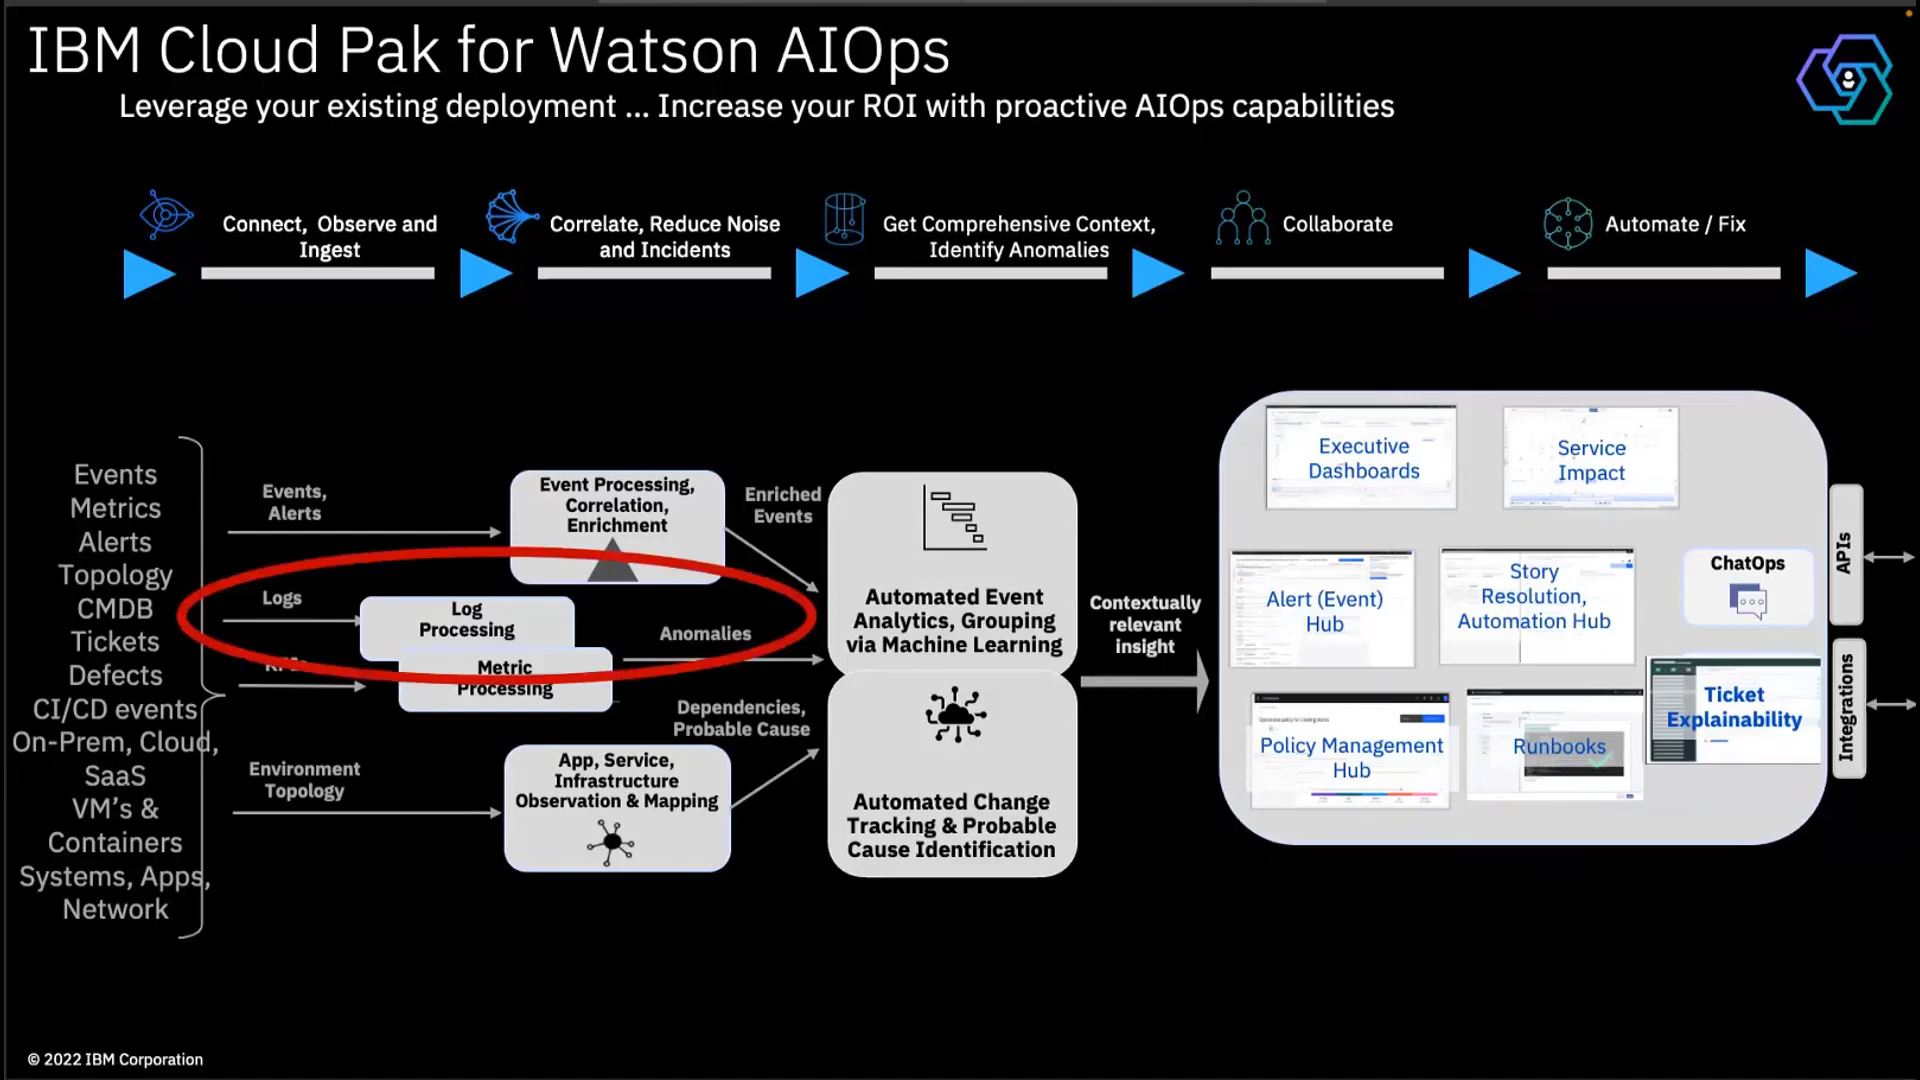 IBM Cloud Pak for Watson AIOps
Leverage your existing deployment ... Increase your ROI with proactive AIOps capabilities
Connect, Observe and
Ingest
Correlate, Reduce Noise
and Incidents
Get Comprehensive Context,
Identify Anomalies
Collaborate
Automate / Fix
Events
Metrics
Alerts
Topology
CMDB
Tickets
Defects
CI/CD events
On-Prem, Cloud,
SaaS
VM's &
Containers
Systems, Apps,
Network
Events,
Alerts
Logs
Environment
Topology
Event Processing,
Correlation,
Enrichment
Log
Processing
Metric
Processing
App, Service,
Infrastructure
Observation & Mapping
Enriched
Events
Anomalies
Dependencies,
Probable Cause
Automated Event
Analytics, Grouping
via Machine Learning
Automated Change
Tracking & Probable
Cause Identification
Contextually
relevant
insight
Executive
Dashboards
Service
Impact
Alert (Event)
Hub
Story
Resolution,
Automation Hub
ChatOps
Policy Management
Hub
Runbooks
Ticket
Explainability
APIs
Integrations
© 2022 IBM Corporation